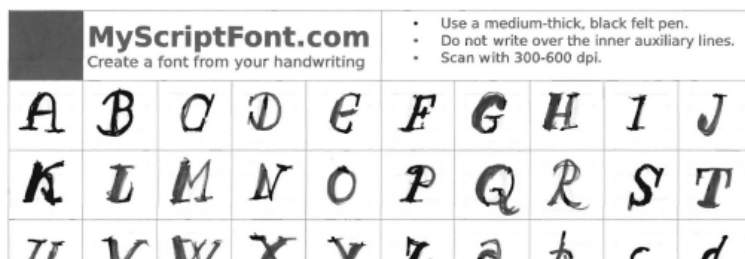 MyScriptFont.com
Create a font from your handwriting
• Use a medium-thick, black felt pen.
• Do not write over the inner auxiliary lines.
• Scan with 300-600 dpi.
A B C D E F G H I J
K L M N O P Q R S T
U V W X Y Z a b c d